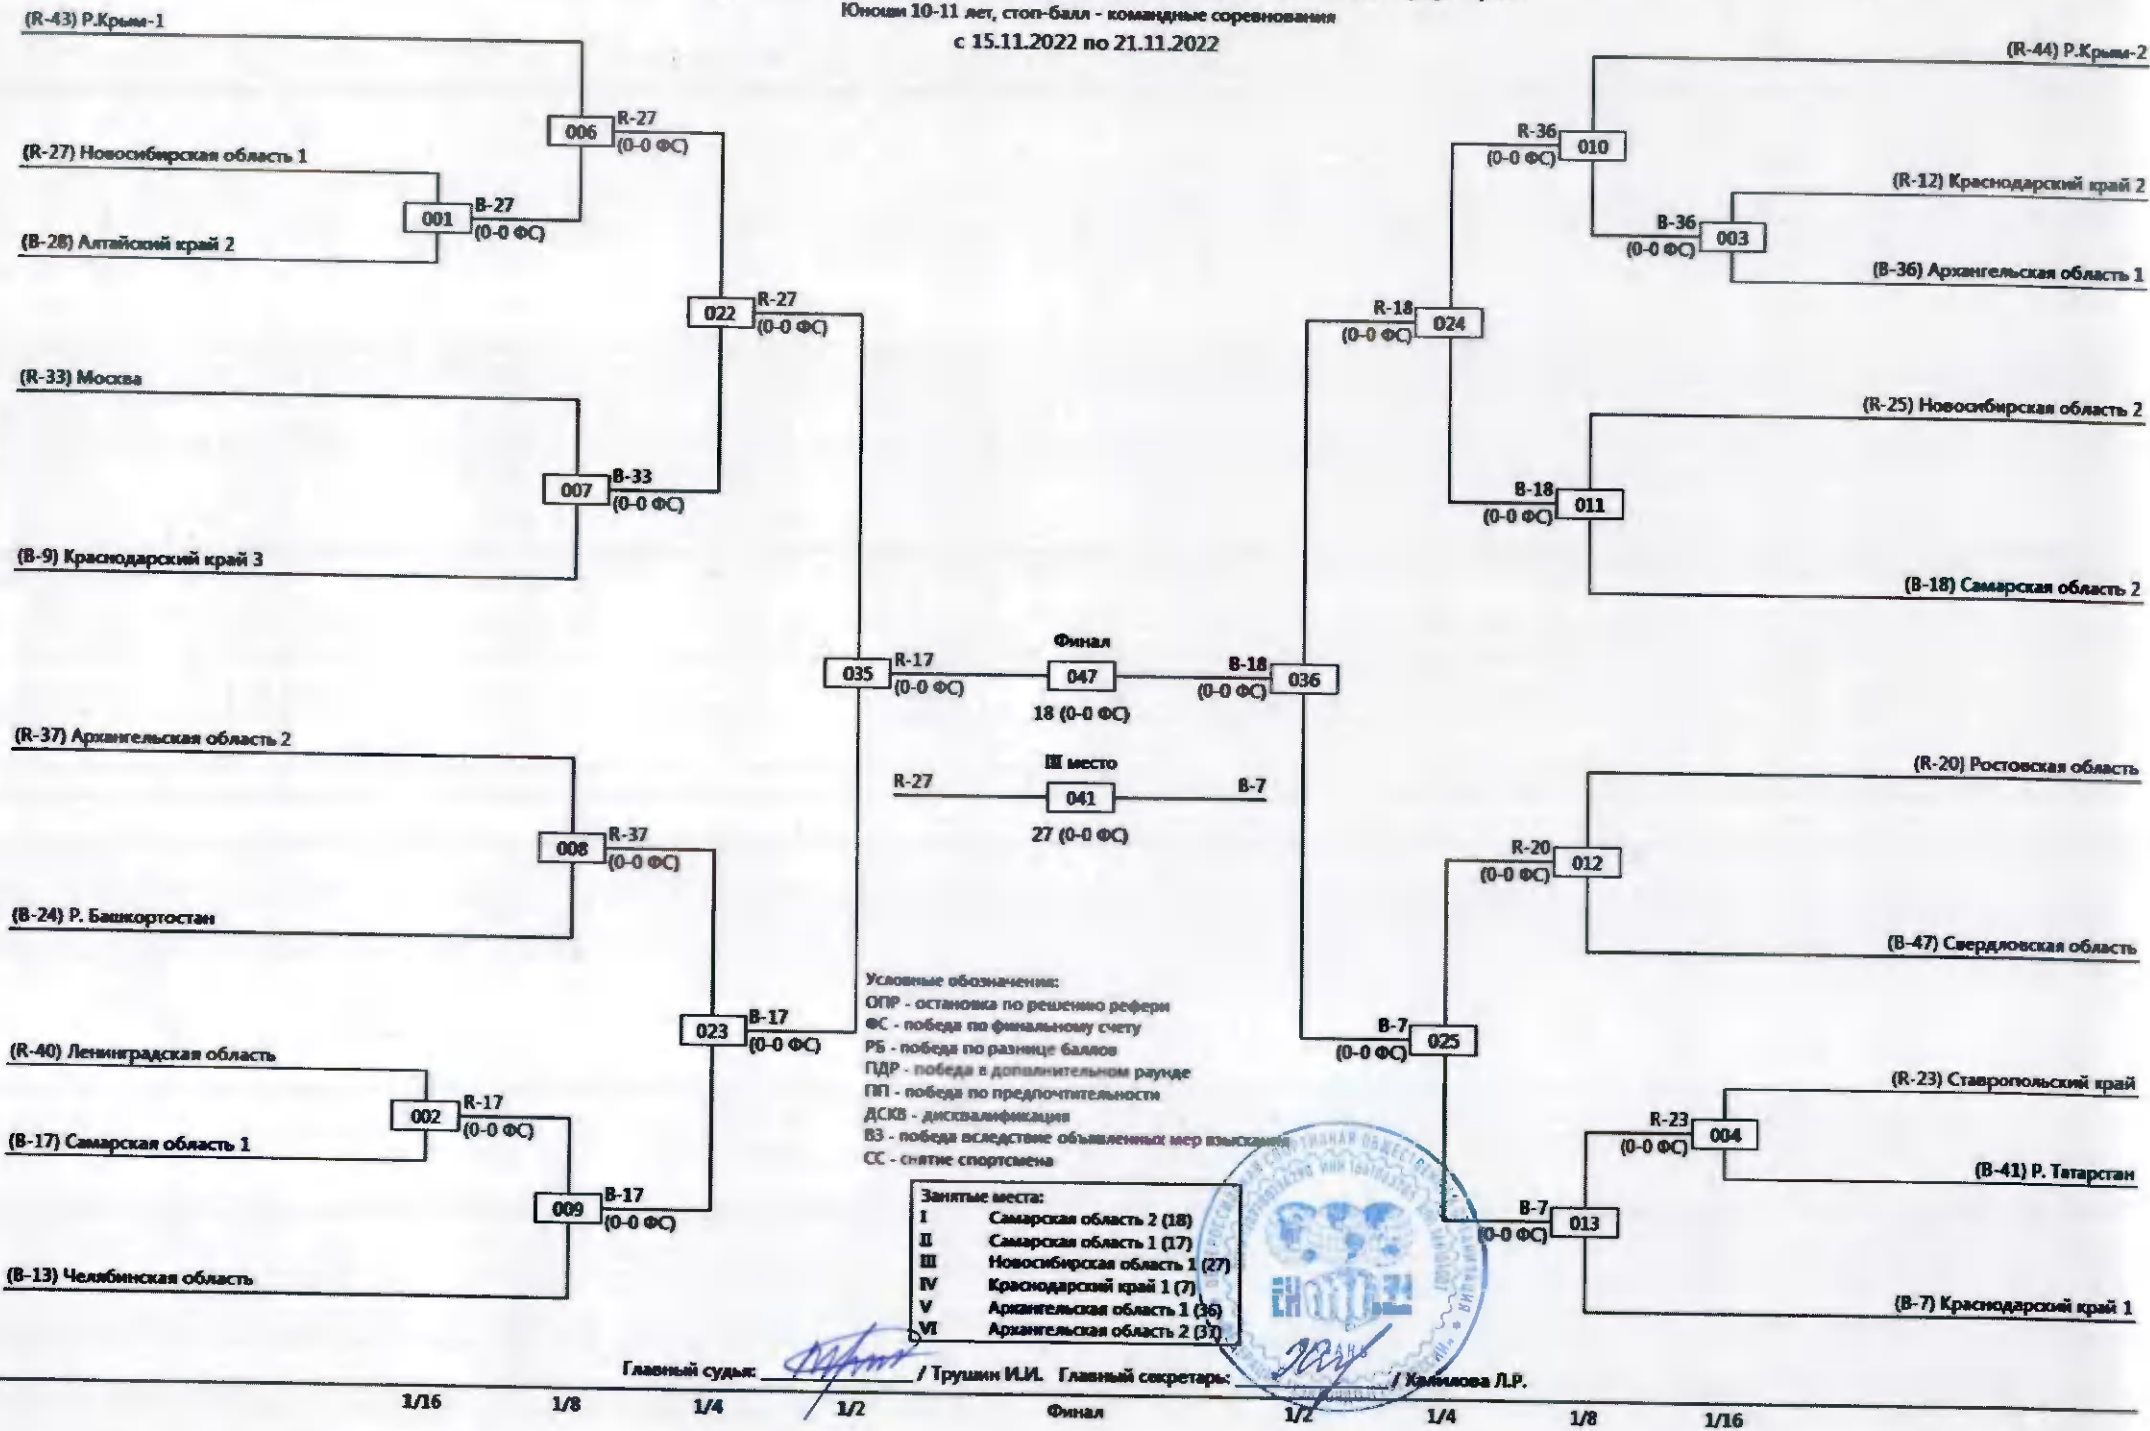 Юноши 10-11 лет, стоп-балл - командные соревнования
с 15.11.2022 по 21.11.2022
(R-43) Р.Крым-1
006
R-27
(0-0 ФС)
(R-27) Новосибирская область 1
001
B-27
(0-0 ФС)
(B-28) Алтайский край 2
022
R-27
(0-0 ФС)
(R-33) Москва
007
B-33
(0-0 ФС)
(B-9) Краснодарский край 3
035
R-17
(0-0 ФС)
(R-37) Архангельская область 2
008
R-37
(0-0 ФС)
(B-24) Р. Башкортостан
023
B-17
(0-0 ФС)
(R-40) Ленинградская область
002
R-17
(0-0 ФС)
(B-17) Самарская область 1
009
B-17
(0-0 ФС)
(B-13) Челябинская область
Финал
047
18 (0-0 ФС)
III место
R-27
041
B-7
27 (0-0 ФС)
(R-44) Р.Крым-2
R-36
(0-0 ФС)
010
(R-12) Краснодарский край 2
B-36
(0-0 ФС)
003
(B-36) Архангельская область 1
R-18
(0-0 ФС)
024
(R-25) Новосибирская область 2
B-18
(0-0 ФС)
011
(B-18) Самарская область 2
B-18
(0-0 ФС)
036
(R-20) Ростовская область
R-20
(0-0 ФС)
012
(B-47) Свердловская область
B-7
(0-0 ФС)
025
(R-23) Ставропольский край
R-23
(0-0 ФС)
004
(B-41) Р. Татарстан
B-7
(0-0 ФС)
013
(B-7) Краснодарский край 1
Условные обозначения:
ОПР - остановка по решению рефери
ФС - победа по финальному счету
РБ - победа по разнице баллов
ПДР - победа в дополнительном раунде
ПП - победа по предпочтительности
ДСКВ - дисквалификация
ВЗ - победа вследствие объявленных мер взыскания
СС - снятие спортсмена
Занятые места:
I Самарская область 2 (18)
II Самарская область 1 (17)
III Новосибирская область 1 (27)
IV Краснодарский край 1 (7)
V Архангельская область 1 (36)
VI Архангельская область 2 (37)
Главный судья: / Трушин И.И. Главный секретарь: / Халилова Л.Р.
1/16 1/8 1/4 1/2 Финал 1/2 1/4 1/8 1/16